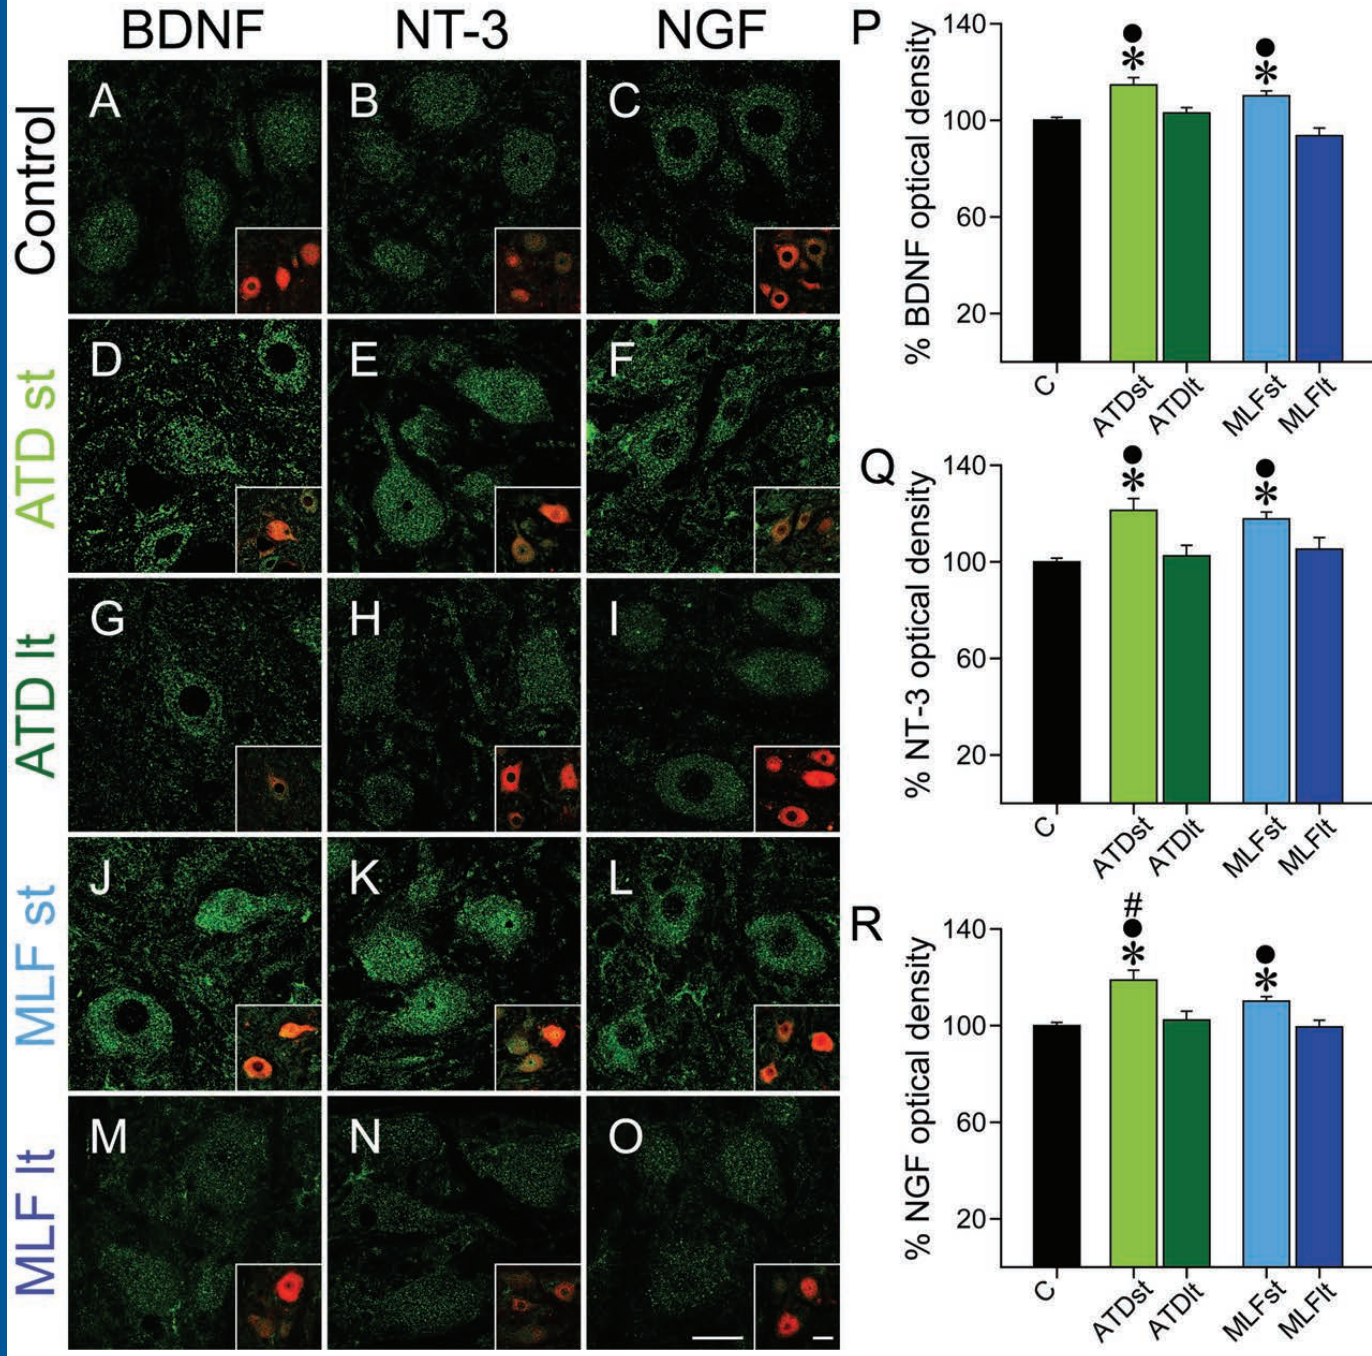 BDNF NT-3 NGF
Control
A B C
ATD st
D E F
ATD lt
G H I
MLF st
J K L
MLF lt
M N O
P
% BDNF optical density
140
100
60
20
C ATDst ATDlt MLFst MLFlt
● ●
* *
Q
% NT-3 optical density
140
100
60
20
C ATDst ATDlt MLFst MLFlt
● ●
* *
R
% NGF optical density
140
100
60
20
C ATDst ATDlt MLFst MLFlt
#
● ●
* *